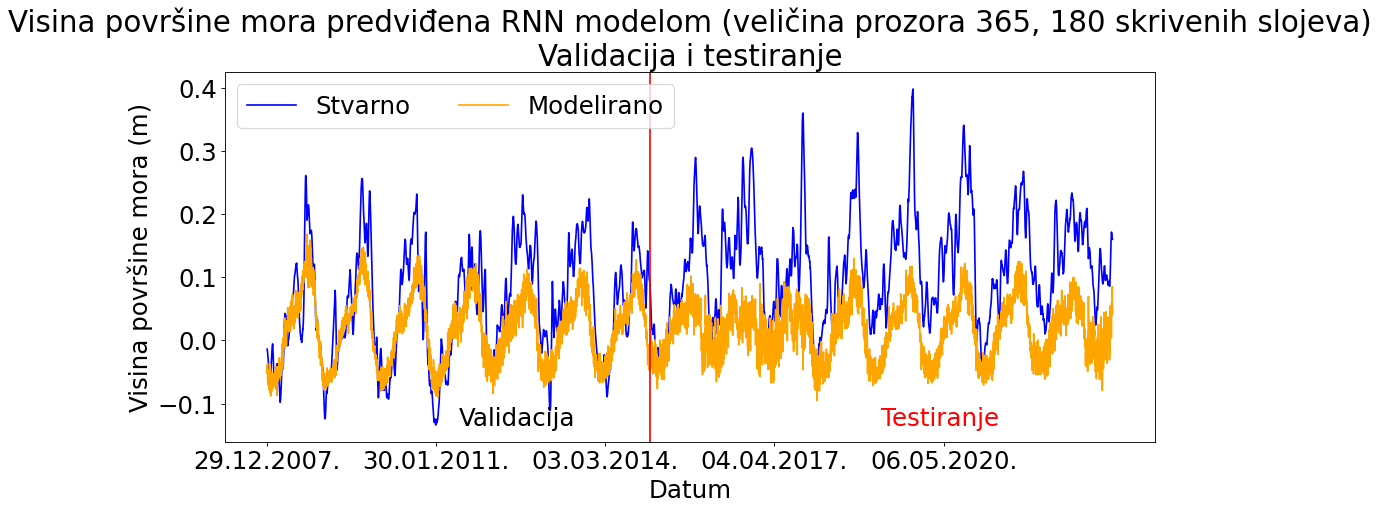 Visina površine mora predviđena RNN modelom (veličina prozora 365, 180 skrivenih slojeva)
Validacija i testiranje
Stvarno
Modelirano
Visina površine mora (m)
0.4
0.3
0.2
0.1
0.0
−0.1
Validacija
Testiranje
29.12.2007.
30.01.2011.
03.03.2014.
04.04.2017.
06.05.2020.
Datum